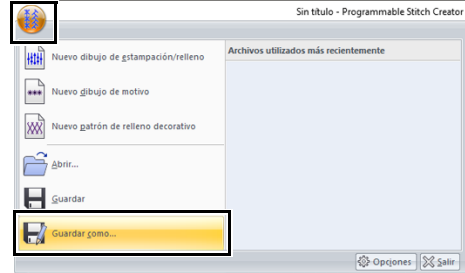 Sin título - Programmable Stitch Creator
Nuevo dibujo de estampación/relleno
Archivos utilizados más recientemente
Nuevo dibujo de motivo
Nuevo patrón de relleno decorativo
Abrir...
Guardar
Guardar como...
Opciones
Salir